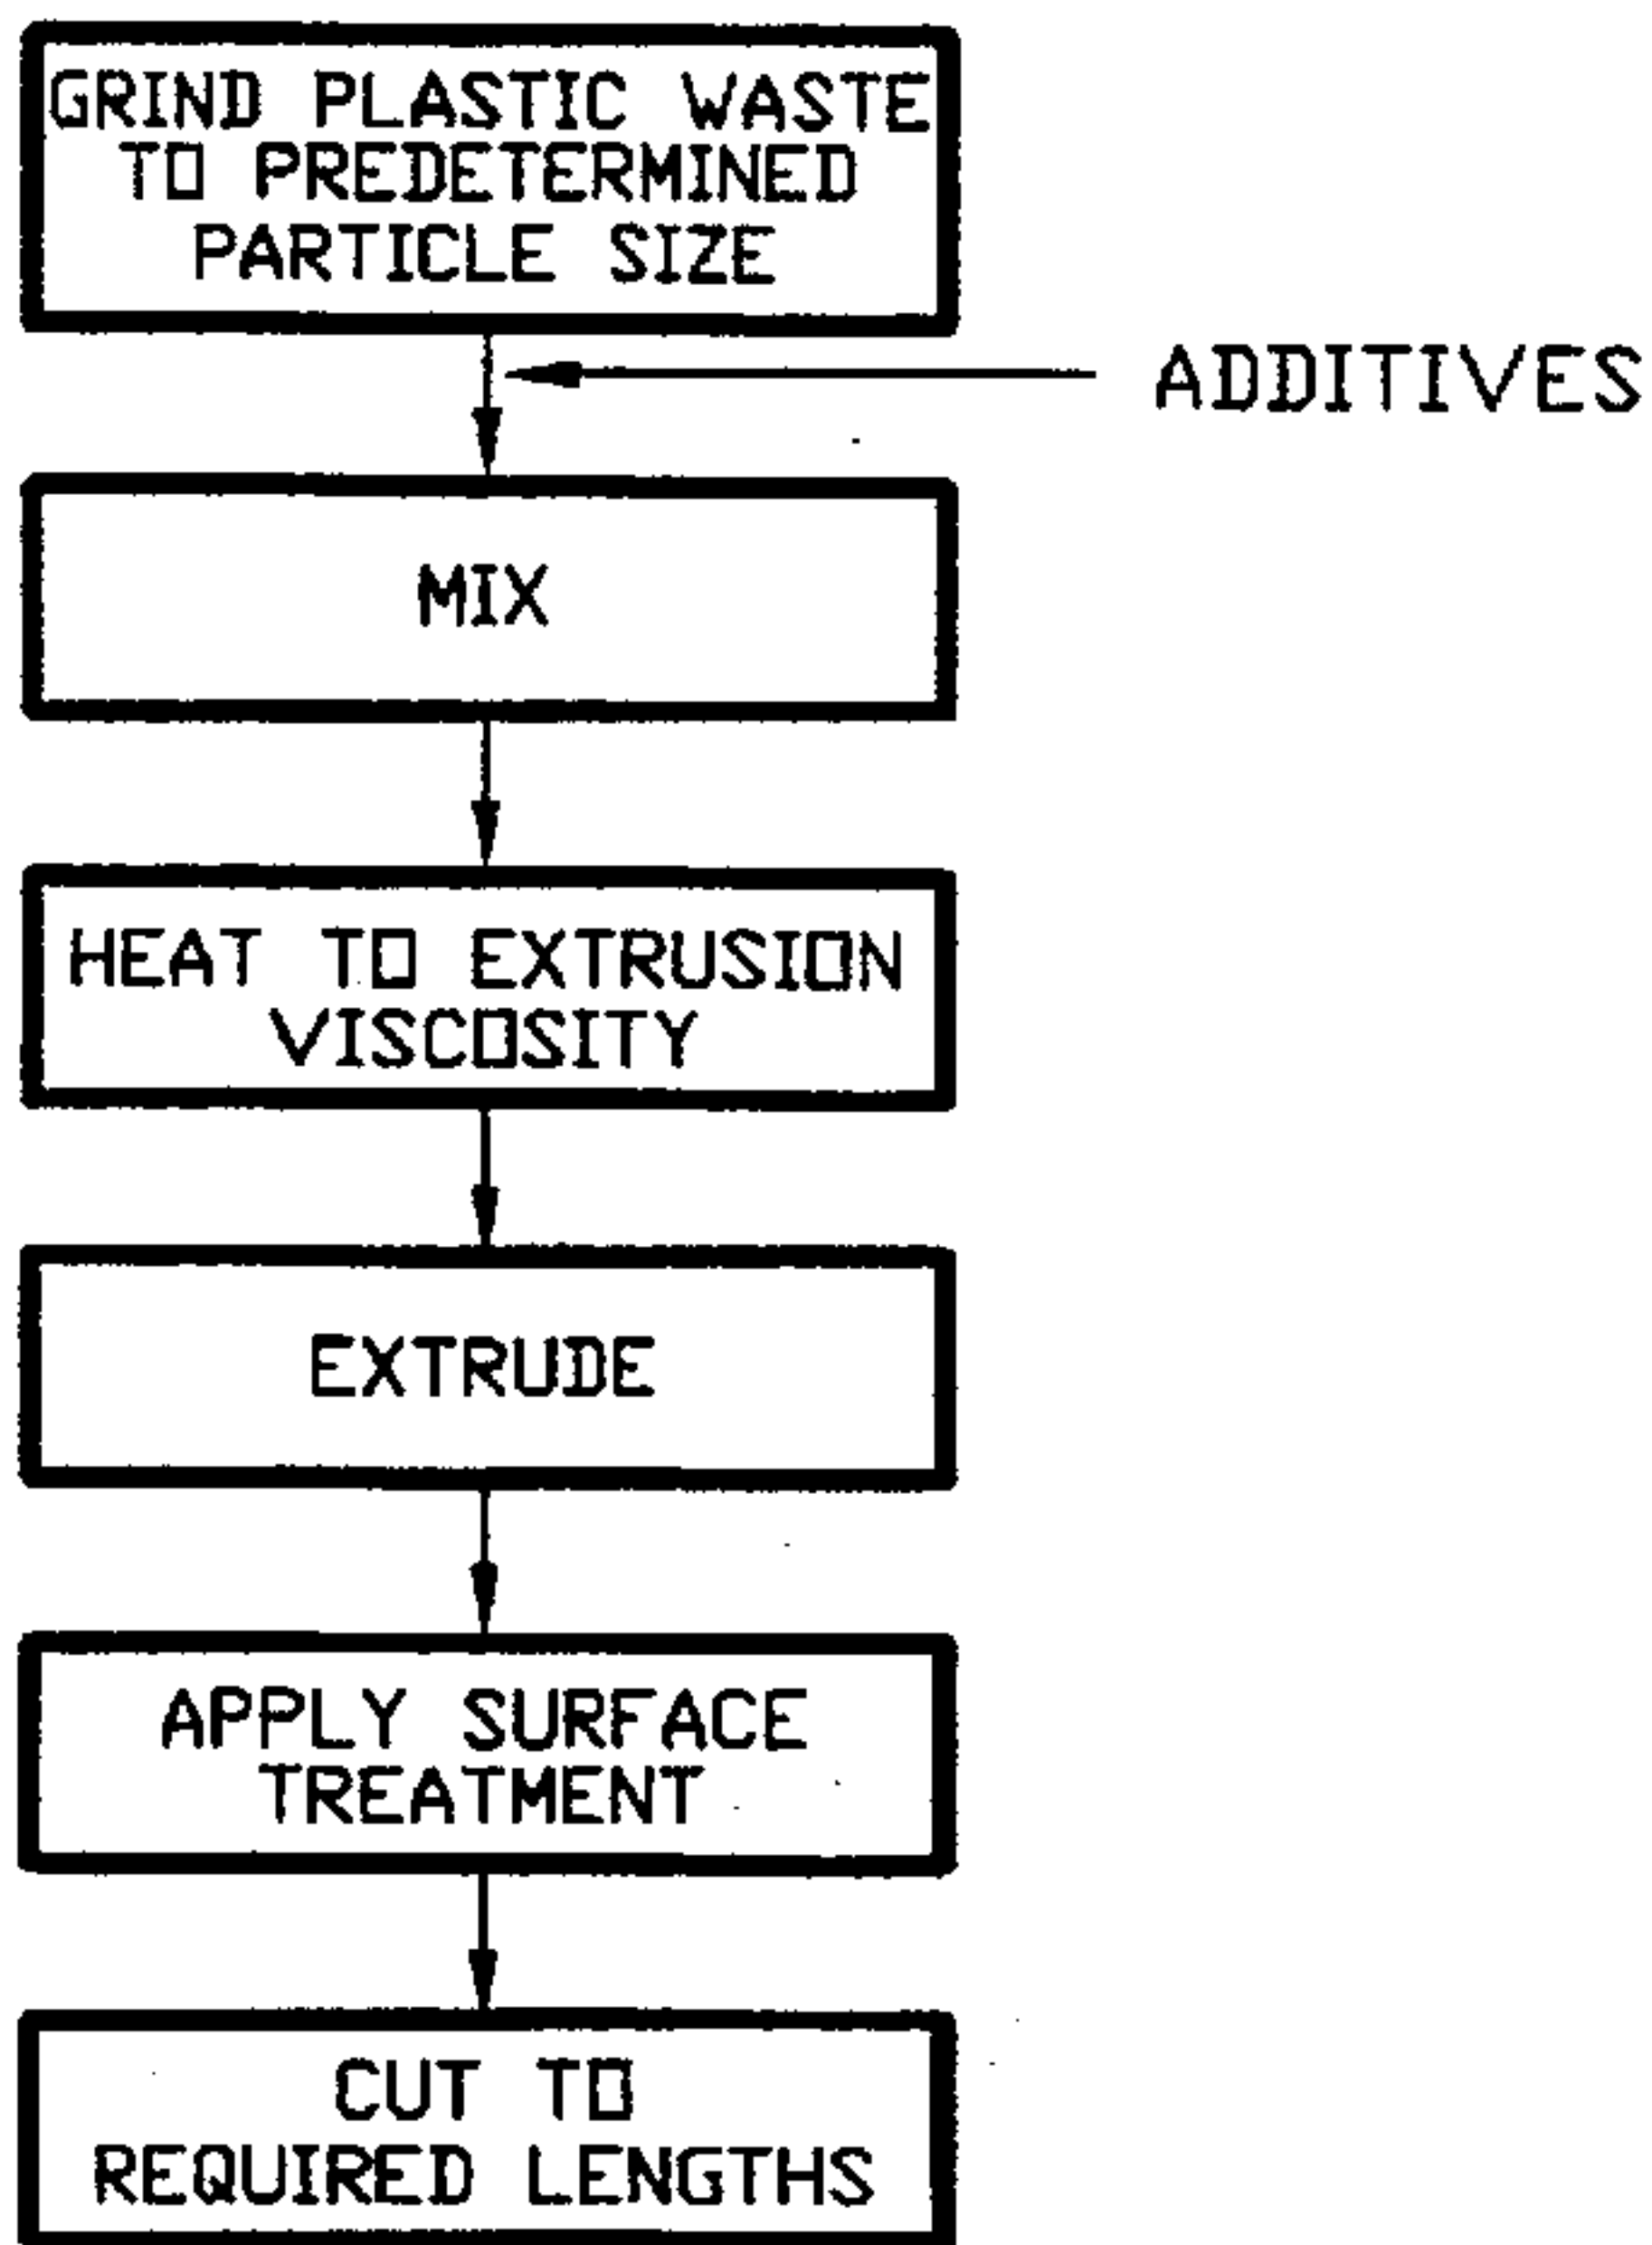 GRIND PLASTIC WASTE
TO PREDETERMINED
PARTICLE SIZE
ADDITIVES
MIX
HEAT TO EXTRUSION
VISCOSITY
EXTRUDE
APPLY SURFACE
TREATMENT
CUT TO
REQUIRED LENGTHS